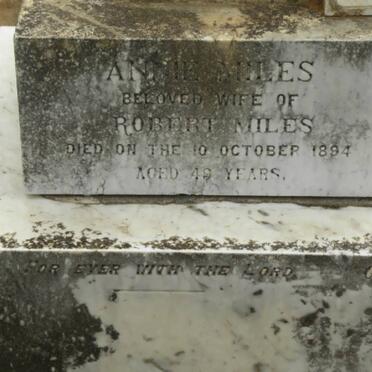 ANNIE MILES
BELOVED WIFE OF
ROBERT MILES
DIED ON THE 10 OCTOBER 1894
AGED 49 YEARS.
FOR EVER WITH THE LORD